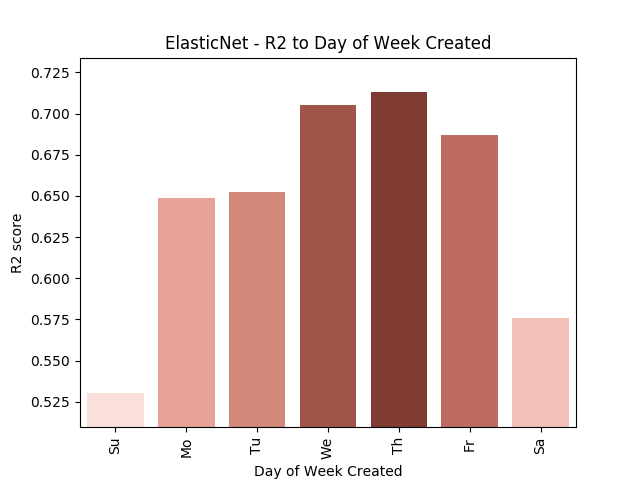 ElasticNet - R2 to Day of Week Created
0.725
0.700
0.675
0.650
0.625
0.600
0.575
0.550
0.525
R2 score
Su
Mo
Tu
We
Th
Fr
Sa
Day of Week Created